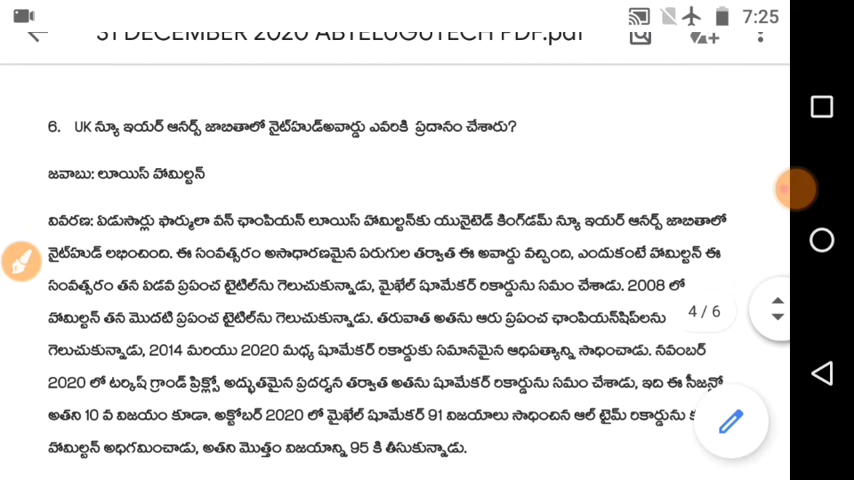 7:25
31 DECEMBER 2020 ABTELUGUTECH PDF.pdf
6. UK న్యూ ఇయర్ ఆనర్స్ జాబితాలో నైట్‌హుడ్‌అవార్డు ఎవరికి ప్రదానం చేశారు?
జవాబు: లూయిస్ హామిల్టన్
వివరణ: ఏడుసార్లు ఫార్ములా వన్ ఛాంపియన్ లూయిస్ హామిల్టన్‌కు యునైటెడ్ కింగ్‌డమ్ న్యూ ఇయర్ ఆనర్స్ జాబితాలో
నైట్‌హుడ్ లభించింది. ఈ సంవత్సరం అసాధారణమైన ఏరుగుల తర్వాత ఈ అవార్డు వచ్చింది, ఎందుకంటే హామిల్టన్ ఈ
సంవత్సరం తన ఏడవ ప్రపంచ టైటిల్‌ను గెలుచుకున్నాడు, మైఖేల్ షూమేకర్ రికార్డును సమం చేశాడు. 2008 లో
హామిల్టన్ తన మొదటి ప్రపంచ టైటిల్‌ను గెలుచుకున్నాడు. తరువాత అతను ఆరు ప్రపంచ ఛాంపియన్‌షిప్‌లను
4 / 6
గెలుచుకున్నాడు, 2014 మరియు 2020 మధ్య షూమేకర్ రికార్డుకు సమానమైన ఆధిపత్యాన్ని సాధించాడు. నవంబర్
2020 లో టర్కిష్ గ్రాండ్ ప్రిక్స్‌లో అద్భుతమైన ప్రదర్శన తర్వాత అతను షూమేకర్ రికార్డును సమం చేశాడు, ఇది ఈ సీజన్లో
అతని 10 వ విజయం కూడా. అక్టోబర్ 2020 లో మైఖేల్ షూమేకర్ 91 విజయాలు సాధించిన ఆల్ టైమ్ రికార్డును
హామిల్టన్ అధిగమించాడు, అతని మొత్తం విజయాన్ని 95 కి తీసుకున్నాడు.